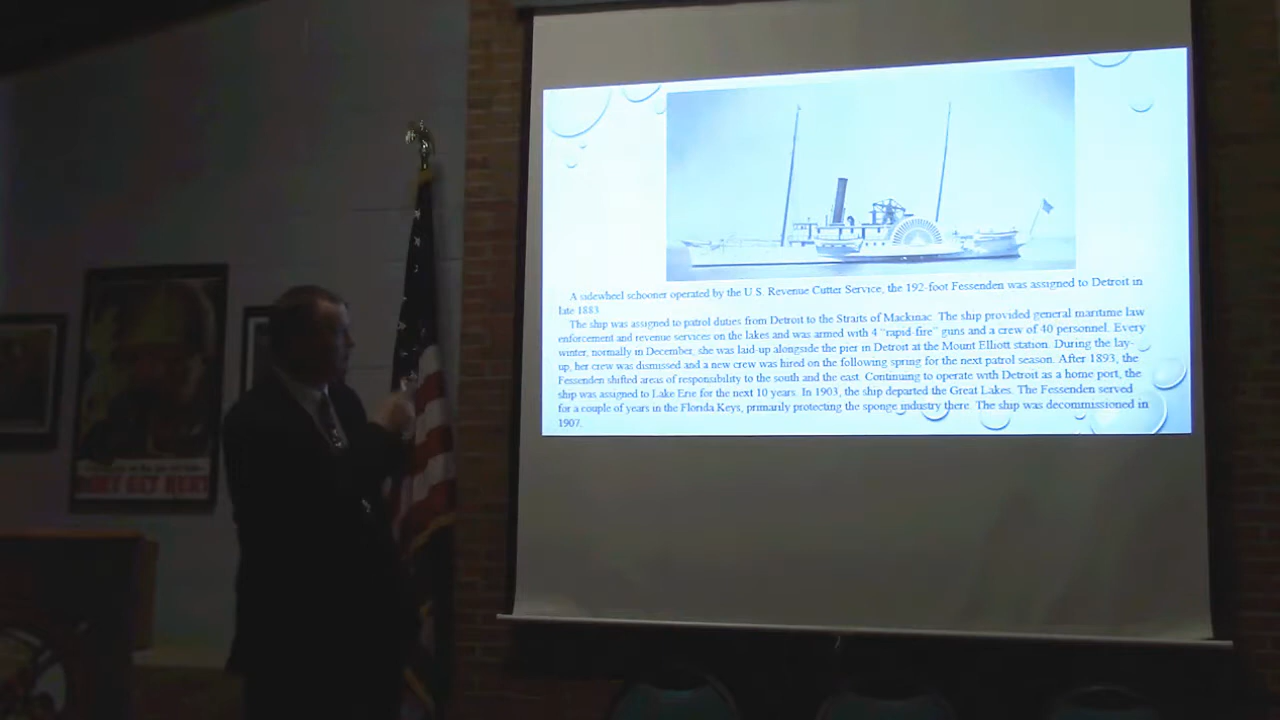 A sidewheel schooner operated by the U.S. Revenue Cutter Service, the 192-foot Fessenden was assigned to Detroit in
late 1883
The ship was assigned to patrol duties from Detroit to the Straits of Mackinac. The ship provided general maritime law
enforcement and revenue services on the lakes and was armed with 4 “rapid-fire” guns and a crew of 40 personnel. Every
winter, normally in December, she was laid-up alongside the pier in Detroit at the Mount Elliott station. During the lay-
up, her crew was dismissed and a new crew was hired on the following spring for the next patrol season. After 1893, the
Fessenden shifted areas of responsibility to the south and the east. Continuing to operate with Detroit as a home port, the
ship was assigned to Lake Erie for the next 10 years. In 1903, the ship departed the Great Lakes. The Fessenden served
for a couple of years in the Florida Keys, primarily protecting the sponge industry there. The ship was decommissioned in
1907.
GET